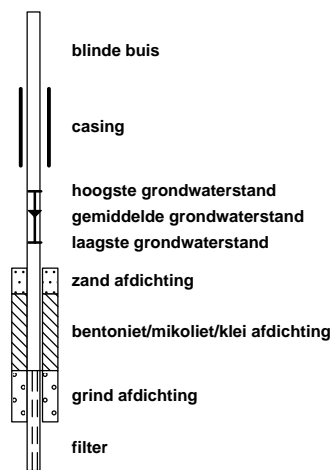 blinde buis
casing
hoogste grondwaterstand
gemiddelde grondwaterstand
laagste grondwaterstand
zand afdichting
bentoniet/mikoliet/klei afdichting
grind afdichting
filter